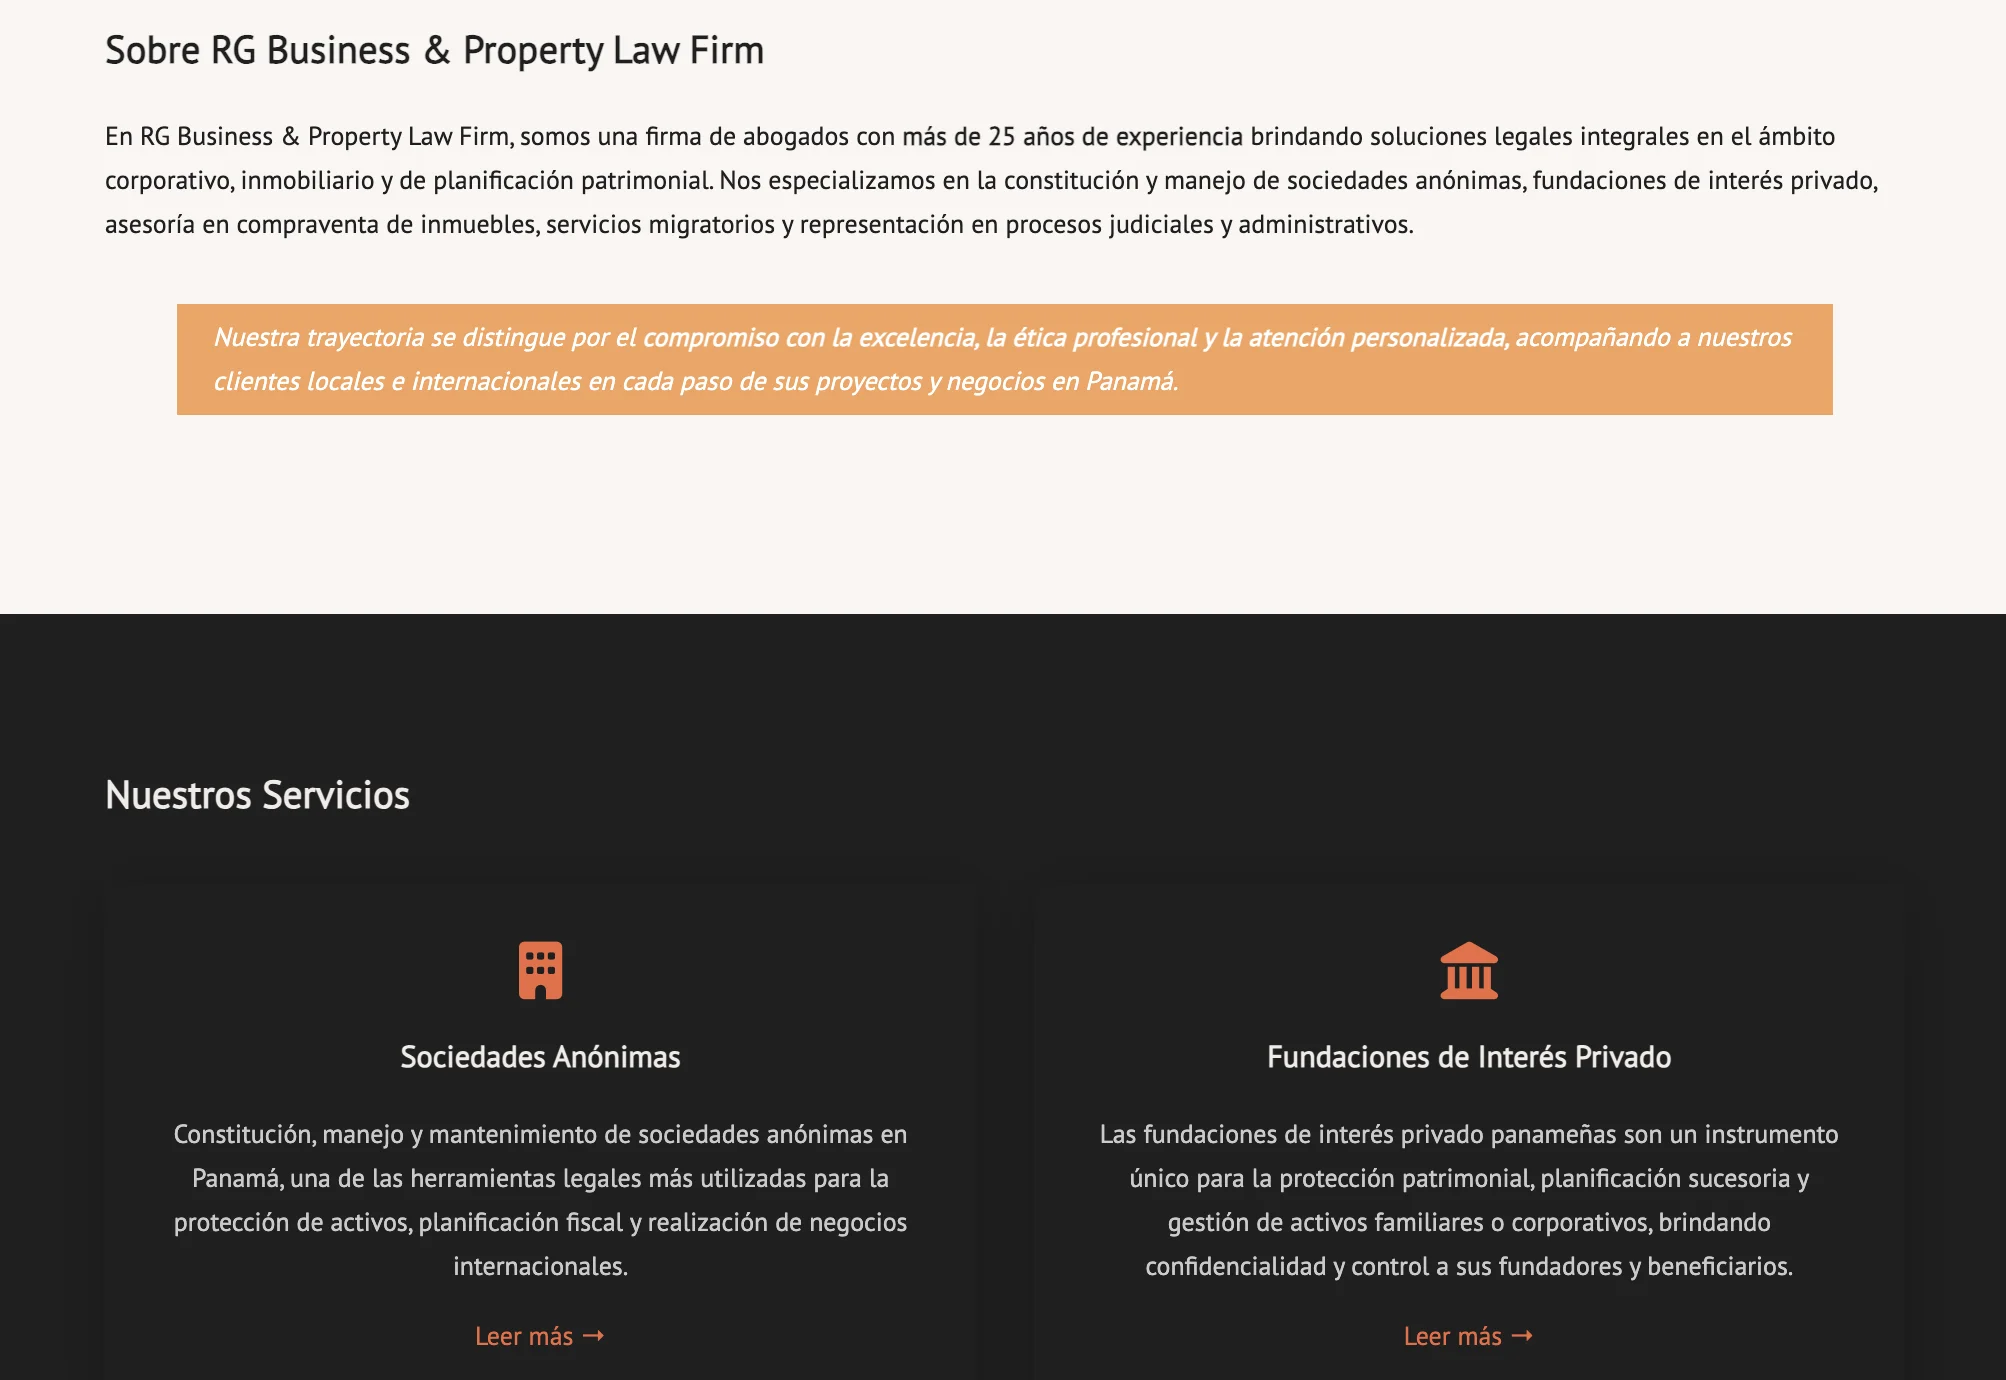 Sobre RG Business & Property Law Firm
En RG Business & Property Law Firm, somos una firma de abogados con más de 25 años de experiencia brindando soluciones legales integrales en el ámbito
corporativo, inmobiliario y de planificación patrimonial. Nos especializamos en la constitución y manejo de sociedades anónimas, fundaciones de interés privado,
asesoría en compraventa de inmuebles, servicios migratorios y representación en procesos judiciales y administrativos.
Nuestra trayectoria se distingue por el compromiso con la excelencia, la ética profesional y la atención personalizada, acompañando a nuestros
clientes locales e internacionales en cada paso de sus proyectos y negocios en Panamá.
Nuestros Servicios
Sociedades Anónimas
Constitución, manejo y mantenimiento de sociedades anónimas en
Panamá, una de las herramientas legales más utilizadas para la
protección de activos, planificación fiscal y realización de negocios
internacionales.
Leer más →
Fundaciones de Interés Privado
Las fundaciones de interés privado panameñas son un instrumento
único para la protección patrimonial, planificación sucesoria y
gestión de activos familiares o corporativos, brindando
confidencialidad y control a sus fundadores y beneficiarios.
Leer más →